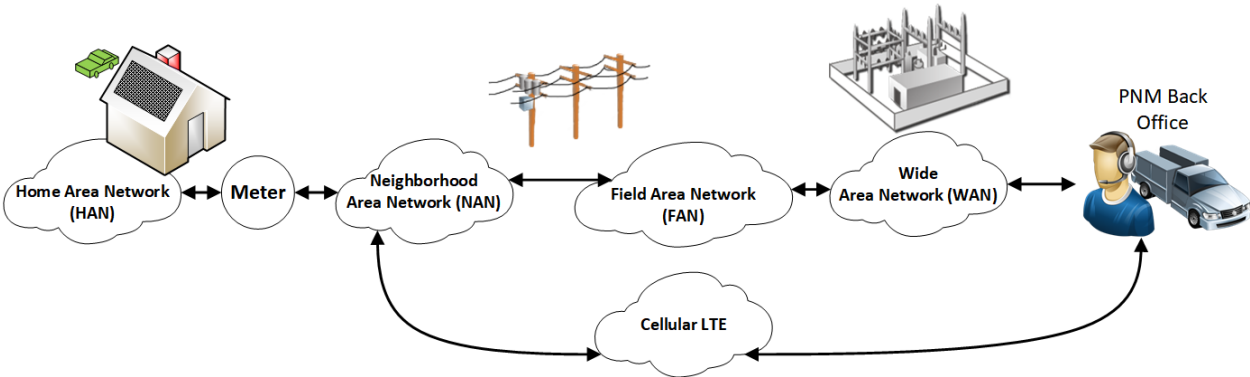 PNM Back
Office
Home Area Network
(HAN)
Meter
Neighborhood
Area Network (NAN)
Field Area Network
(FAN)
Wide
Area Network (WAN)
Cellular LTE